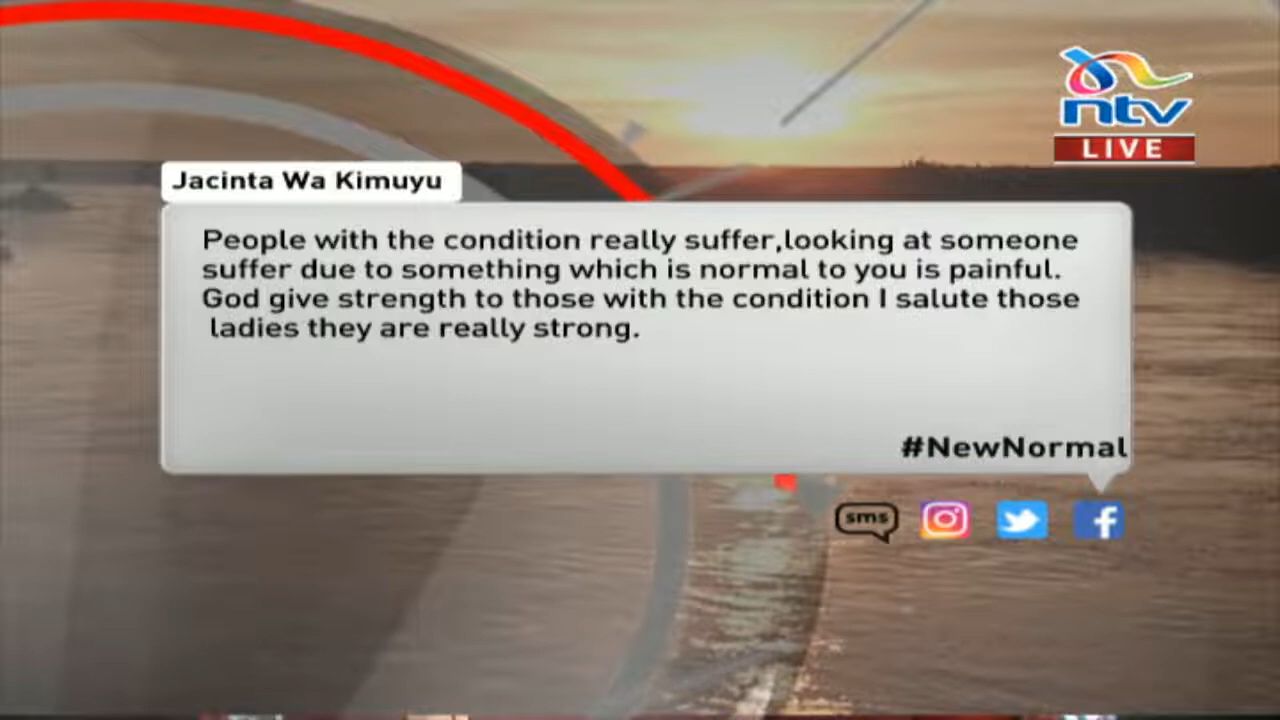 ntv
LIVE
Jacinta Wa Kimuyu
People with the condition really suffer,looking at someone
suffer due to something which is normal to you is painful.
God give strength to those with the condition I salute those
ladies they are really strong.
#NewNormal
sms